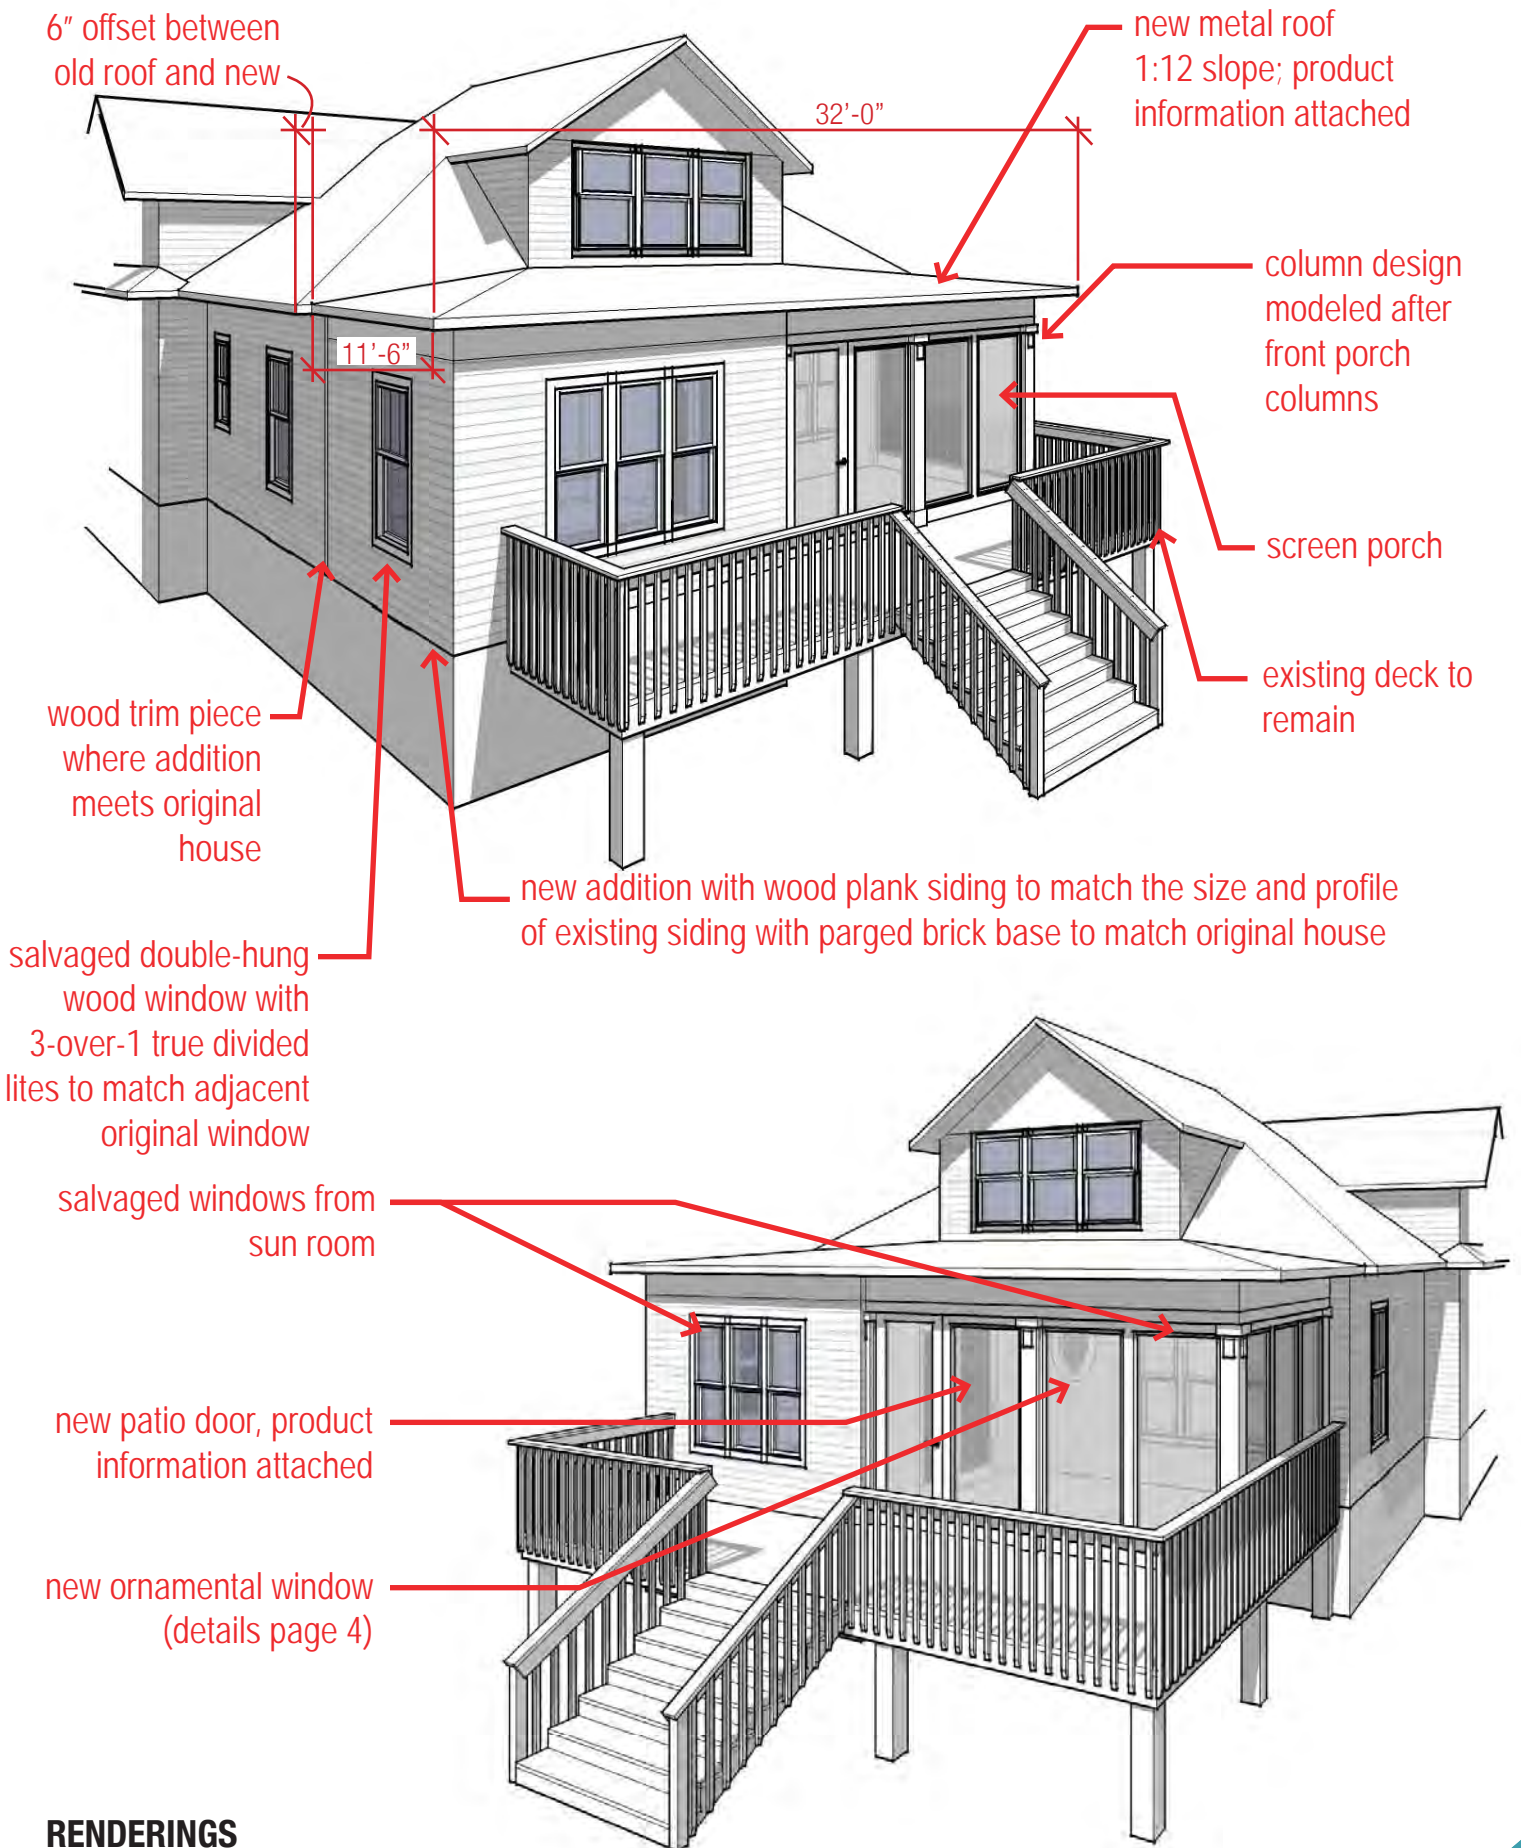 6" offset between
old roof and new
new metal roof
1:12 slope; product
information attached
32'-0"
column design
modeled after
front porch
columns
11'-6"
screen porch
existing deck to
remain
wood trim piece
where addition
meets original
house
new addition with wood plank siding to match the size and profile
of existing siding with parged brick base to match original house
salvaged double-hung
wood window with
3-over-1 true divided
lites to match adjacent
original window
salvaged windows from
sun room
new patio door, product
information attached
new ornamental window
(details page 4)
RENDERINGS